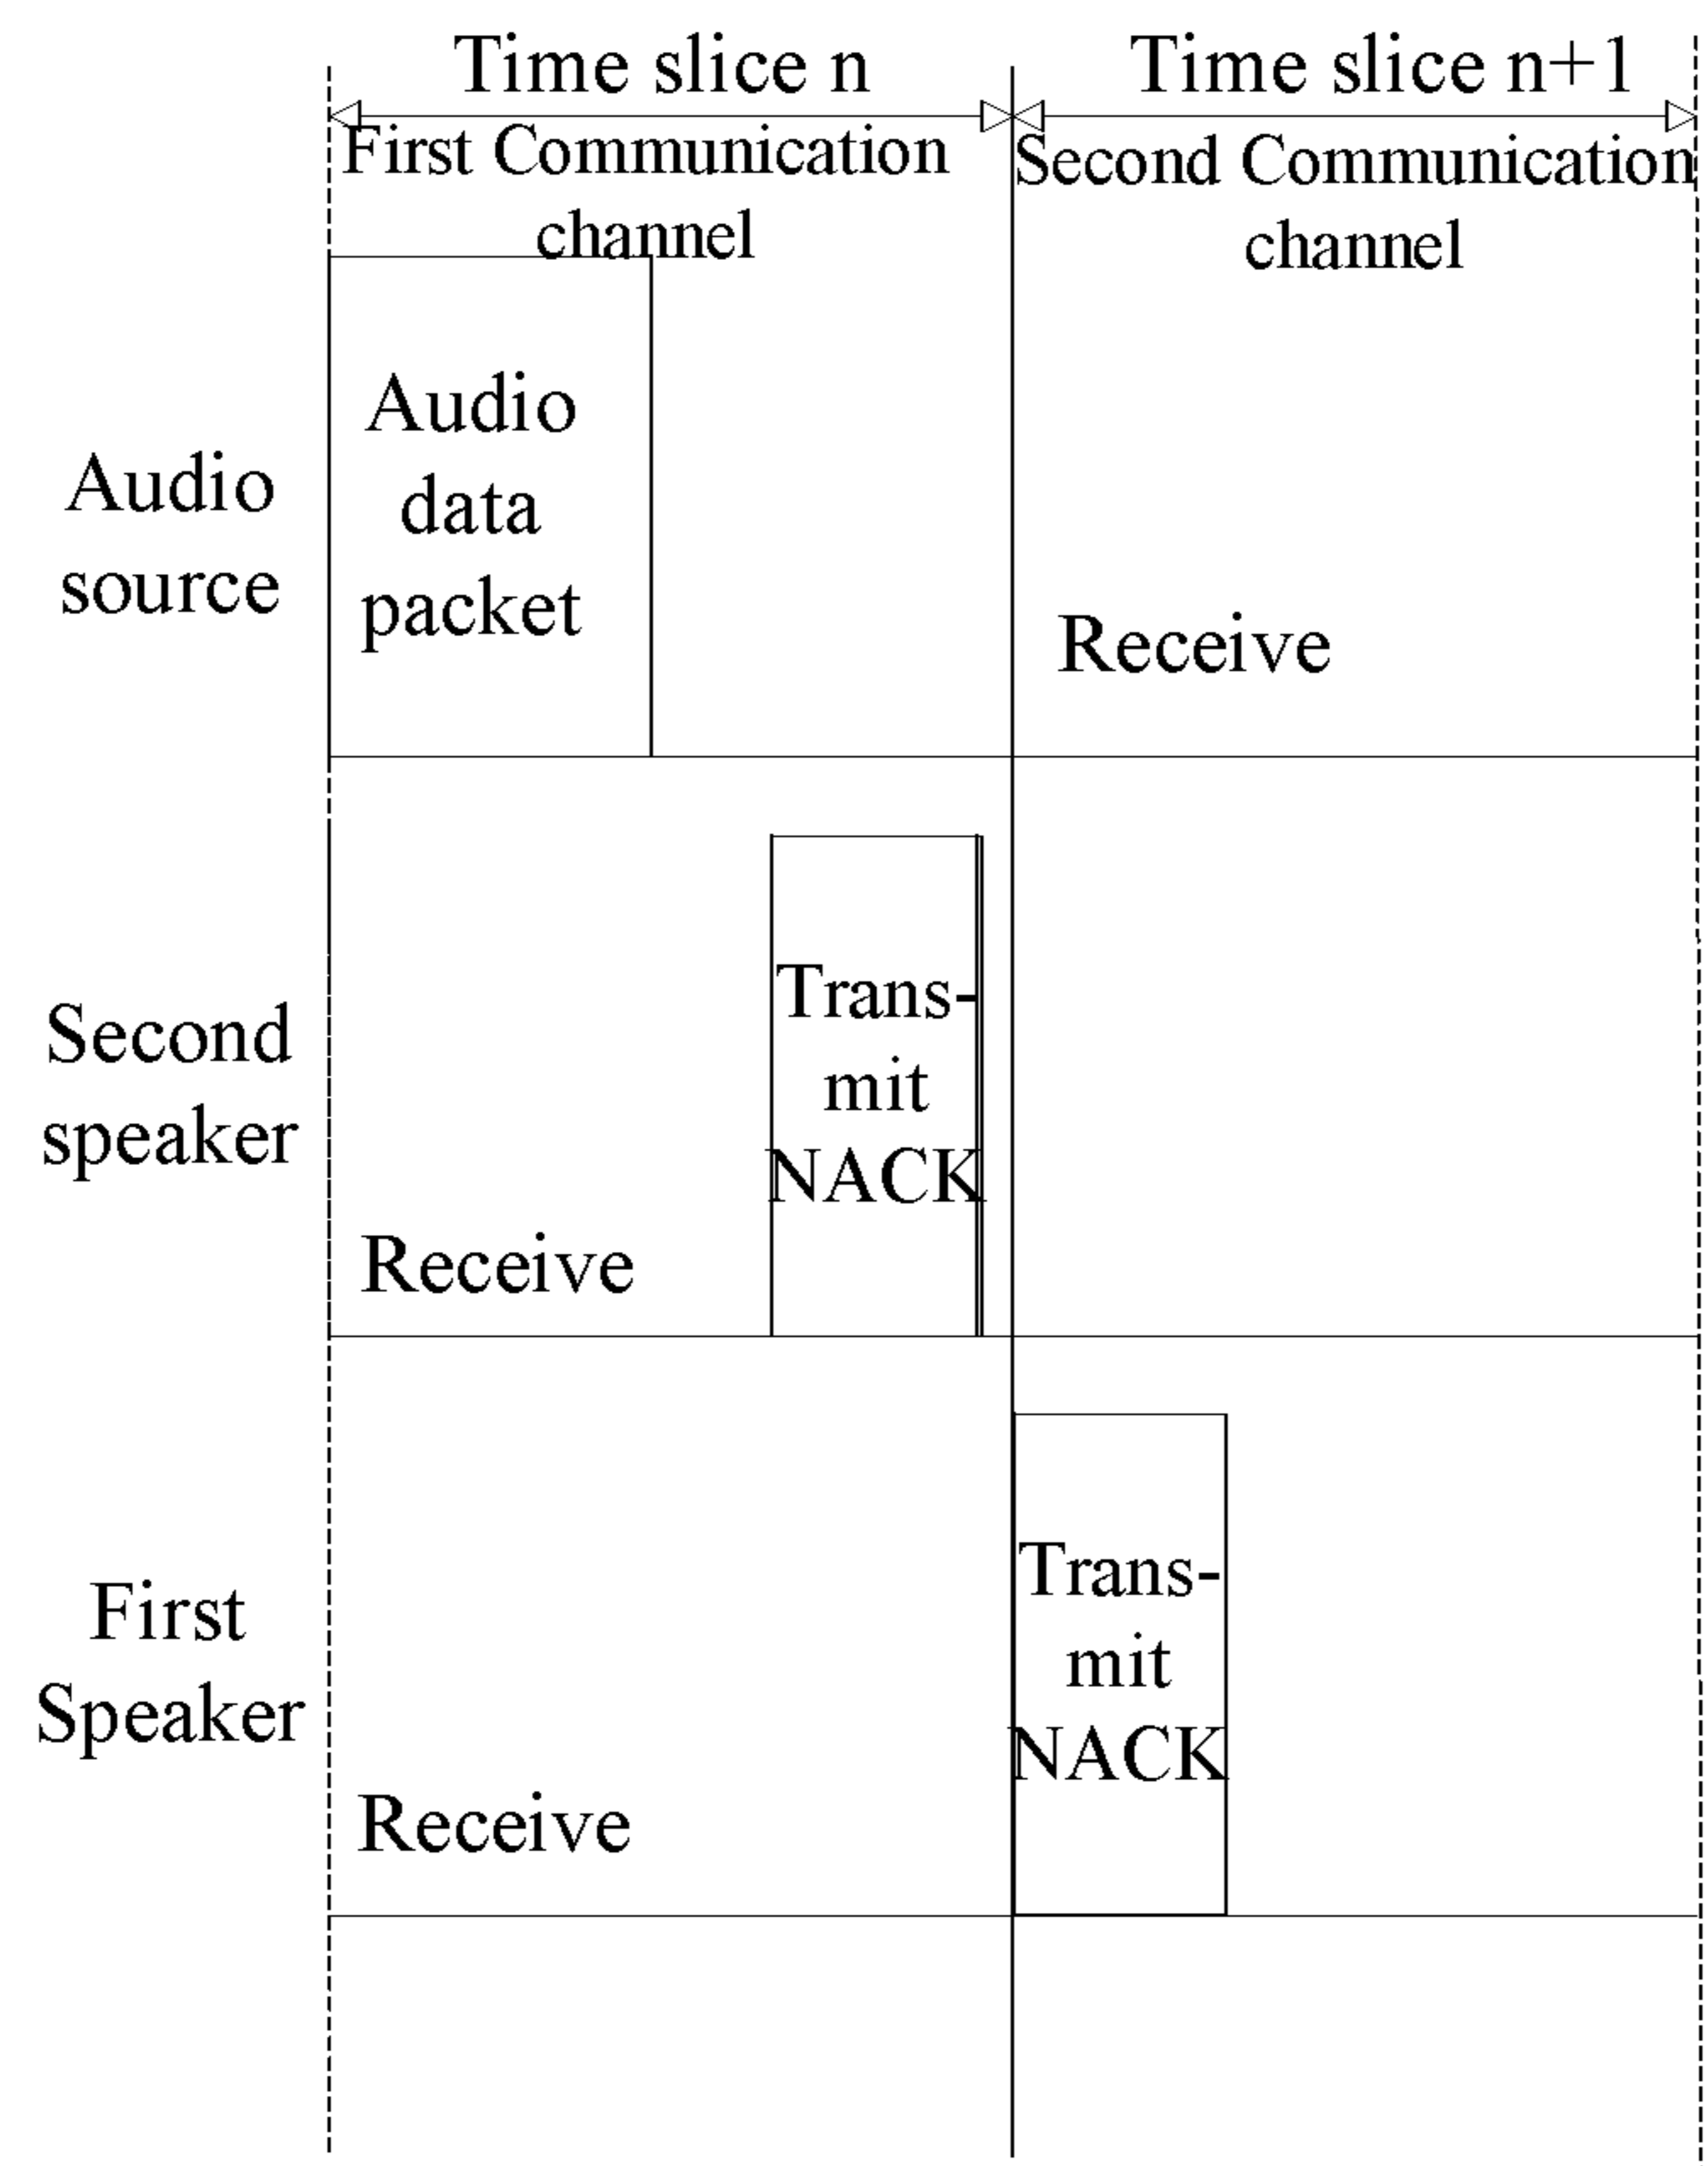 Time slice n
Time slice n+1
First Communication
channel
Second Communication
channel
Audio
source
Audio
data
packet
Receive
Second
speaker
Trans-
mit
NACK
Receive
First
Speaker
Trans-
mit
NACK
Receive